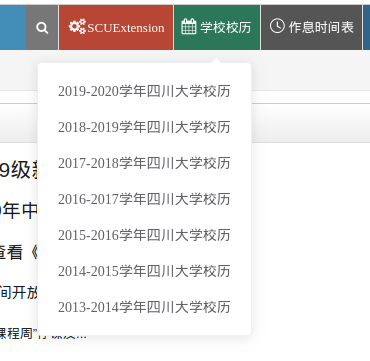 SCUExtension 学校校历 作息时间表
2019-2020学年四川大学校历
2018-2019学年四川大学校历
2017-2018学年四川大学校历
9级
2016-2017学年四川大学校历
年中
2015-2016学年四川大学校历
查看《
2014-2015学年四川大学校历
间开放
2013-2014学年四川大学校历
课程周"